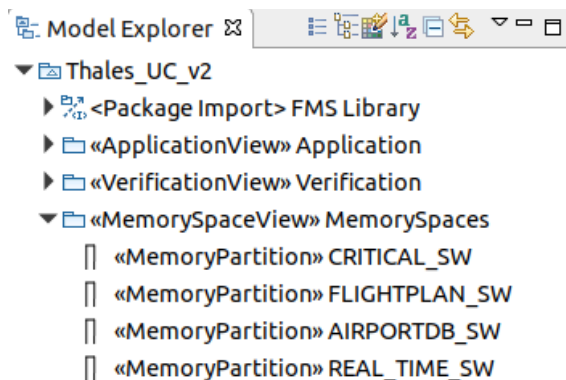 Model Explorer
Thales_UC_v2
<Package Import> FMS Library
«ApplicationView» Application
«VerificationView» Verification
«MemorySpaceView» MemorySpaces
«MemoryPartition» CRITICAL_SW
«MemoryPartition» FLIGHTPLAN_SW
«MemoryPartition» AIRPORTDB_SW
«MemoryPartition» REAL_TIME_SW